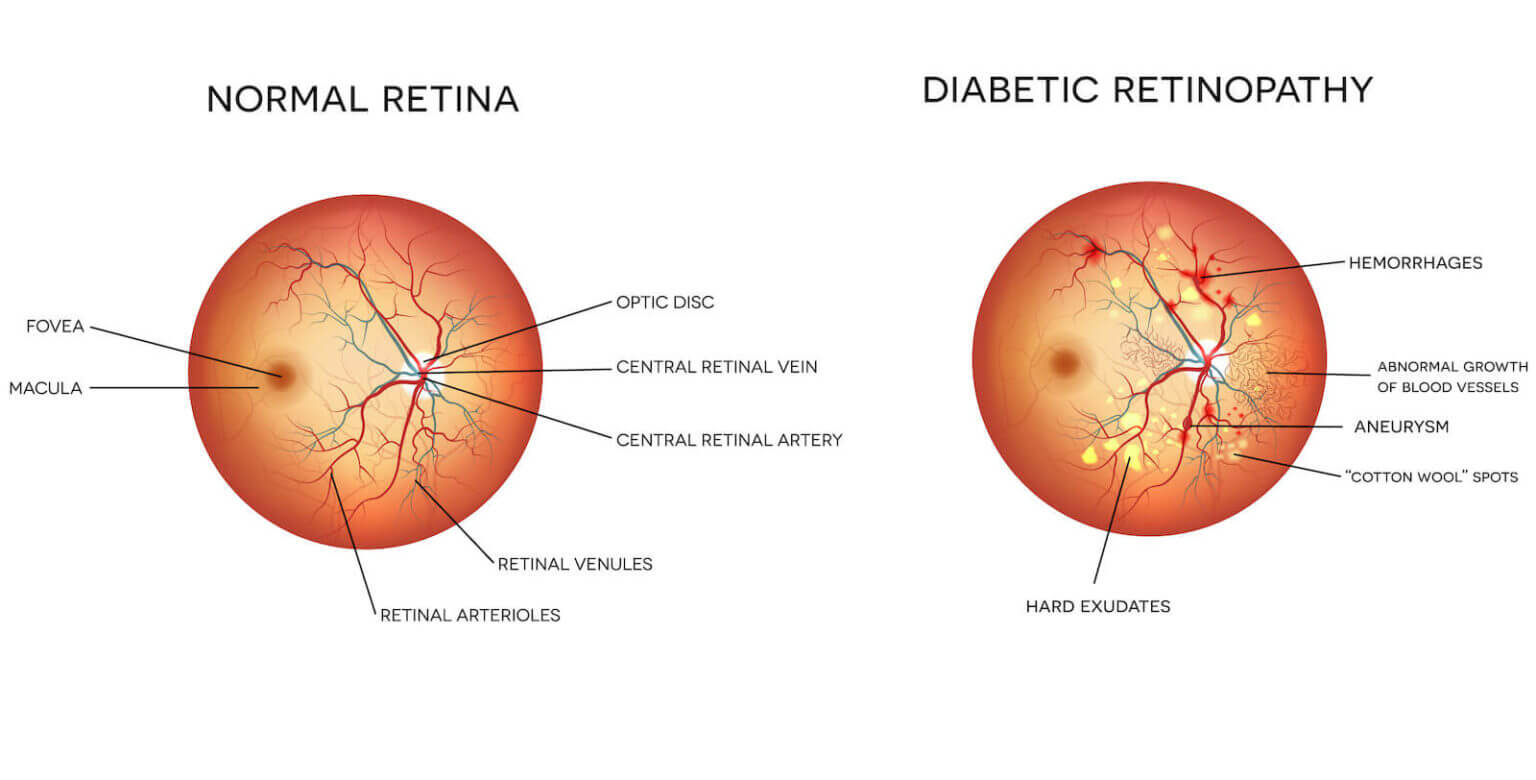 NORMAL RETINA
FOVEA
MACULA
OPTIC DISC
CENTRAL RETINAL VEIN
CENTRAL RETINAL ARTERY
RETINAL VENULES
RETINAL ARTERIOLES
DIABETIC RETINOPATHY
HEMORRHAGES
ABNORMAL GROWTH
OF BLOOD VESSELS
ANEURYSM
"COTTON WOOL" SPOTS
HARD EXUDATES